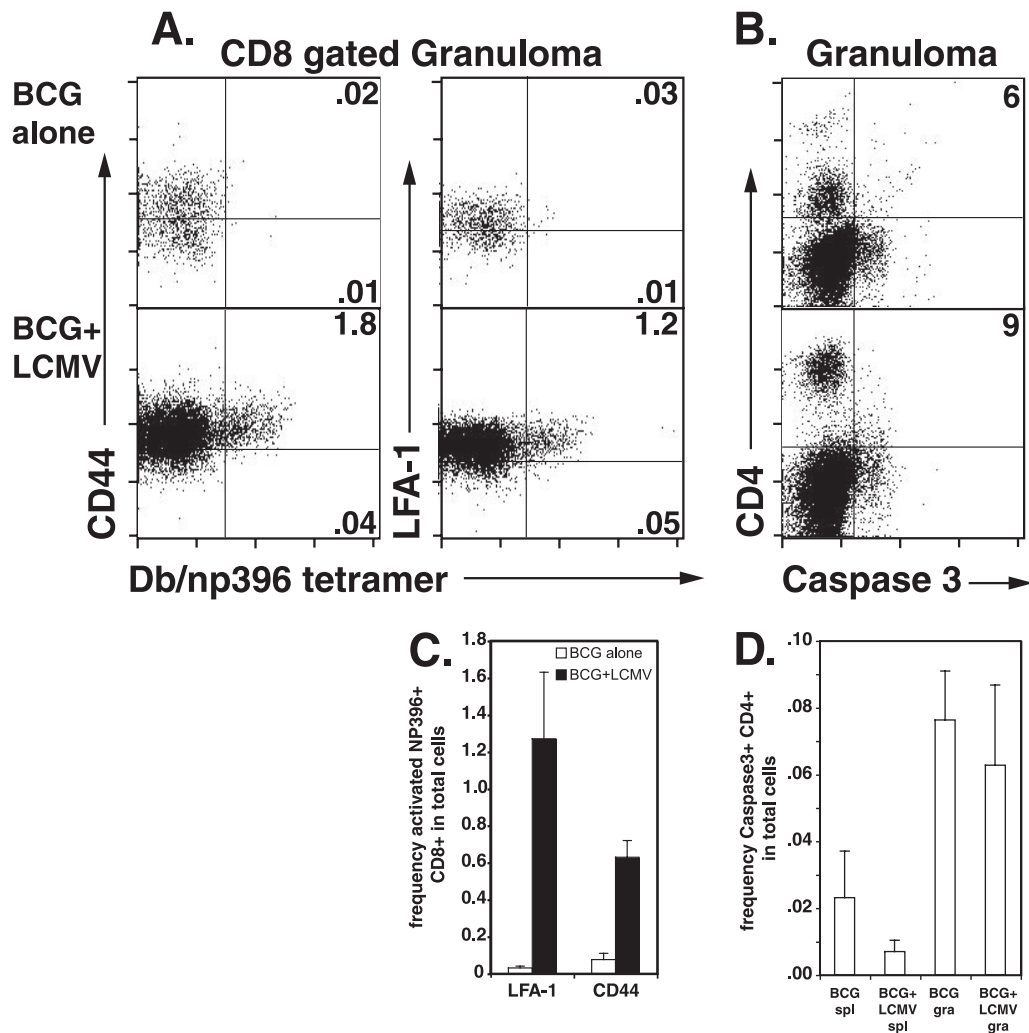 A.
CD8 gated Granuloma
B.
Granuloma
BCG
alone
.02
.01
.03
.01
6
BCG+
LCMV
1.8
.04
1.2
.05
9
CD44
LFA-1
CD4
Db/np396 tetramer
Caspase 3
C.
frequency activated NP396+
CD8+ in total cells
1.8
1.6
1.4
1.2
1.0
0.8
0.6
0.4
0.2
0
BCG alone
BCG+LCMV
LFA-1
CD44
D.
frequency Caspase3+ CD4+
in total cells
.10
.08
.06
.04
.02
.00
BCG
spl
BCG+
LCMV
spl
BCG
gra
BCG+
LCMV
gra